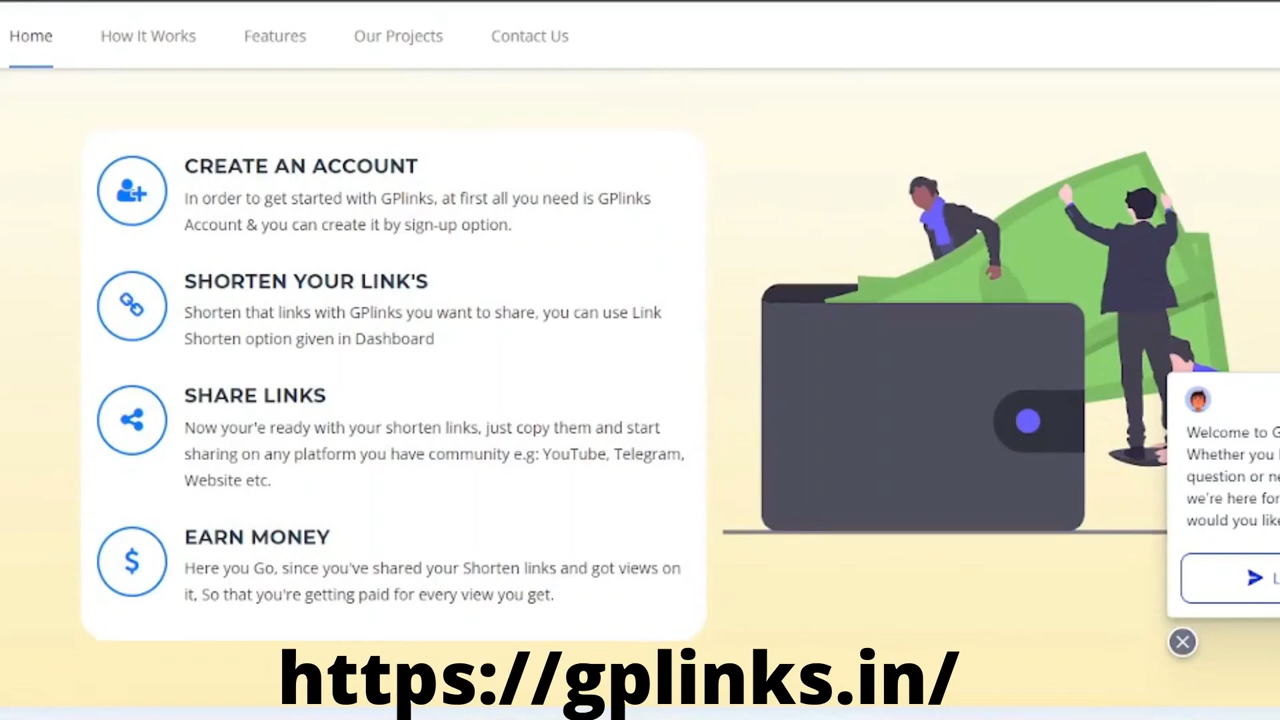 Home How It Works Features Our Projects Contact Us
CREATE AN ACCOUNT
In order to get started with GPlinks, at first all you need is GPlinks
Account & you can create it by sign-up option.
SHORTEN YOUR LINK'S
Shorten that links with GPlinks you want to share, you can use Link
Shorten option given in Dashboard
SHARE LINKS
Now your'e ready with your shorten links, just copy them and start
sharing on any platform you have community e.g: YouTube, Telegram,
Website etc.
EARN MONEY
Here you Go, since you've shared your Shorten links and got views on
it, So that you're getting paid for every view you get.
Welcome to G
Whether you
question or ne
we're here for
would you like
L
https://gplinks.in/